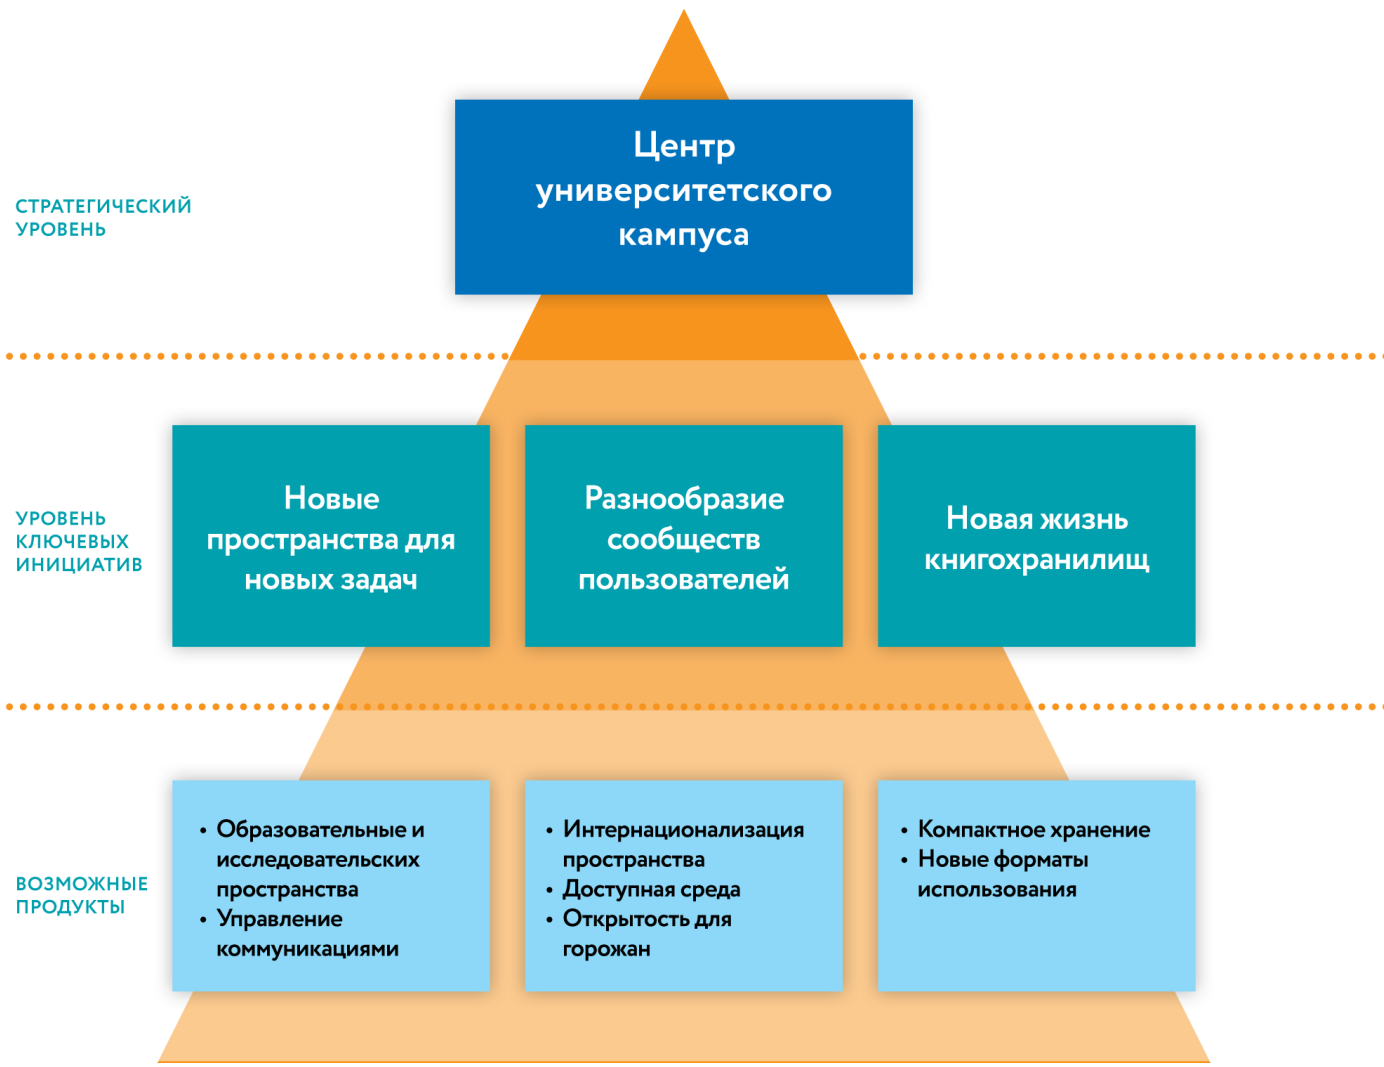 Центр
университетского
кампуса
СТРАТЕГИЧЕСКИЙ
УРОВЕНЬ
УРОВЕНЬ
КЛЮЧЕВЫХ
ИНИЦИАТИВ
Новые
пространства для
новых задач
Разнообразие
сообществ
пользователей
Новая жизнь
книгохранилищ
ВОЗМОЖНЫЕ
ПРОДУКТЫ
• Образовательные и
исследовательских
пространства
• Управление
коммуникациями
• Интернационализация
пространства
• Доступная среда
• Открытость для
горожан
• Компактное хранение
• Новые форматы
использования